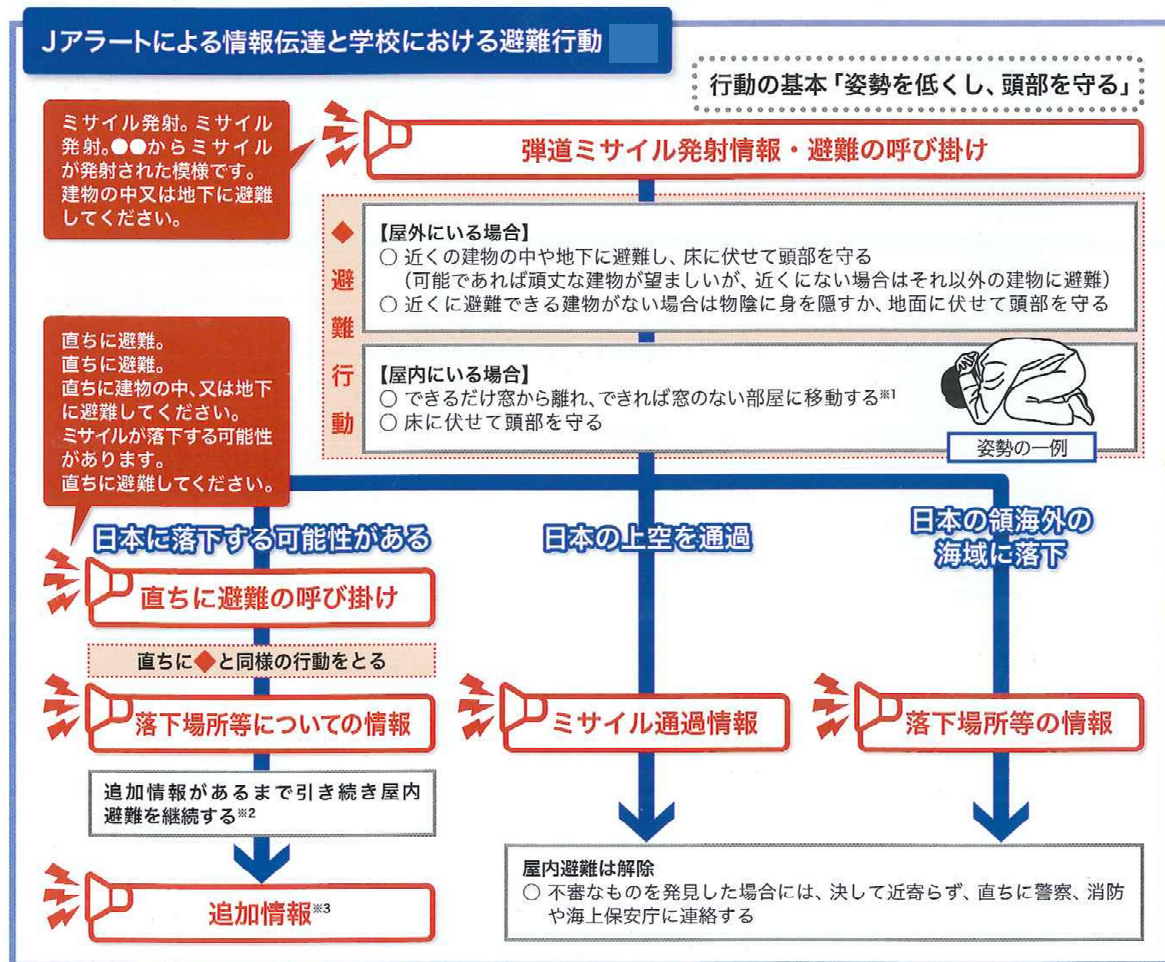 Jアラートによる情報伝達と学校における避難行動
行動の基本「姿勢を低くし、頭部を守る」
ミサイル発射。ミサイル
発射。●●からミサイル
が発射された模様です。
建物の中又は地下に避難
してください。
弾道ミサイル発射情報・避難の呼び掛け
◆避難行動
【屋外にいる場合】
○ 近くの建物の中や地下に避難し、床に伏せて頭部を守る
（可能であれば頑丈な建物が望ましいが、近くにない場合はそれ以外の建物に避難）
○ 近くに避難できる建物がない場合は物陰に身を隠すか、地面に伏せて頭部を守る
【屋内にいる場合】
○ できるだけ窓から離れ、できれば窓のない部屋に移動する※1
○ 床に伏せて頭部を守る
姿勢の一例
直ちに避難。
直ちに避難。
直ちに建物の中、又は地下
に避難してください。
ミサイルが落下する可能性
があります。
直ちに避難してください。
日本に落下する可能性がある
直ちに避難の呼び掛け
直ちに◆と同様の行動をとる
落下場所等についての情報
追加情報があるまで引き続き屋内
避難を継続する※2
追加情報※3
日本の上空を通過
ミサイル通過情報
日本の領海外の
海域に落下
落下場所等の情報
屋内避難は解除
○ 不審なものを発見した場合には、決して近寄らず、直ちに警察、消防
や海上保安庁に連絡する